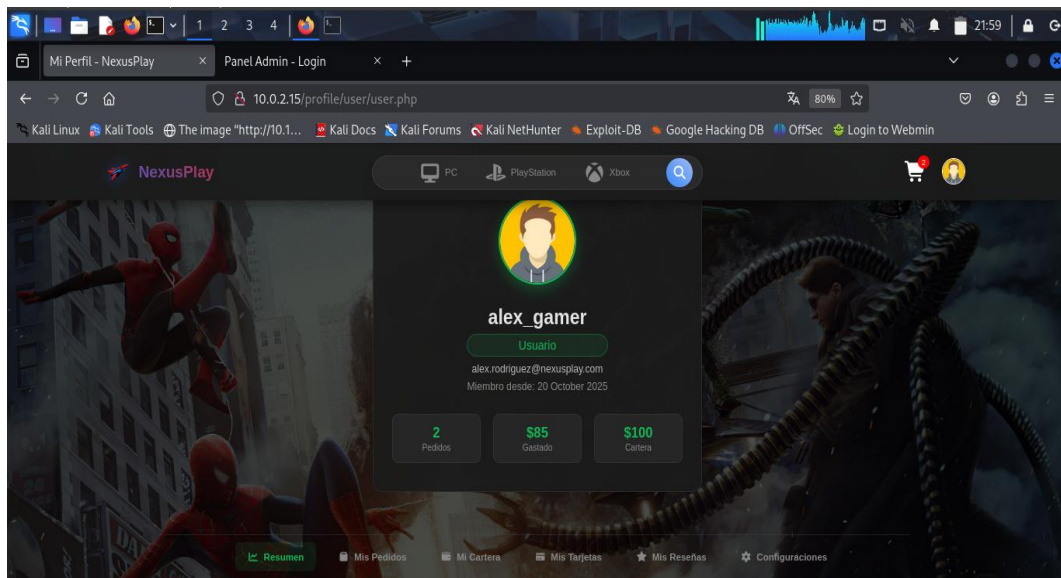 1 2 3 4 21:59
Mi Perfil - NexusPlay × Panel Admin - Login × +
10.0.2.15/profile/user/user.php 80%
Kali Linux Kali Tools The image "http://10.1... Kali Docs Kali Forums Kali NetHunter Exploit-DB Google Hacking DB OffSec Login to Webmin
NexusPlay PC PlayStation Xbox 2
alex_gamer
Usuario
alex.rodriguez@nexusplay.com
Miembro desde: 20 October 2025
2 $85 $100
Pedidos Gastado Cartera
Resumen Mis Pedidos Mi Cartera Mis Tarjetas Mis Reseñas Configuraciones